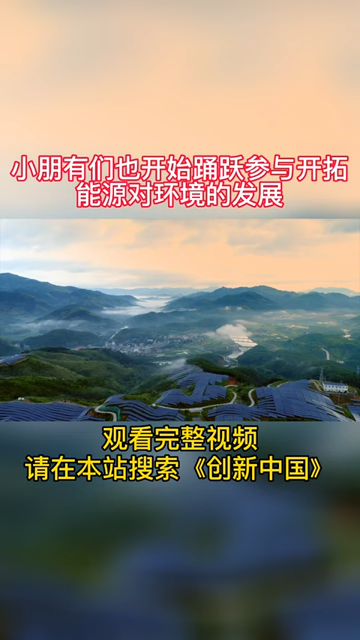 小朋有们也开始踊跃参与开拓
能源对环境的发展
观看完整视频
请在本站搜索《创新中国》